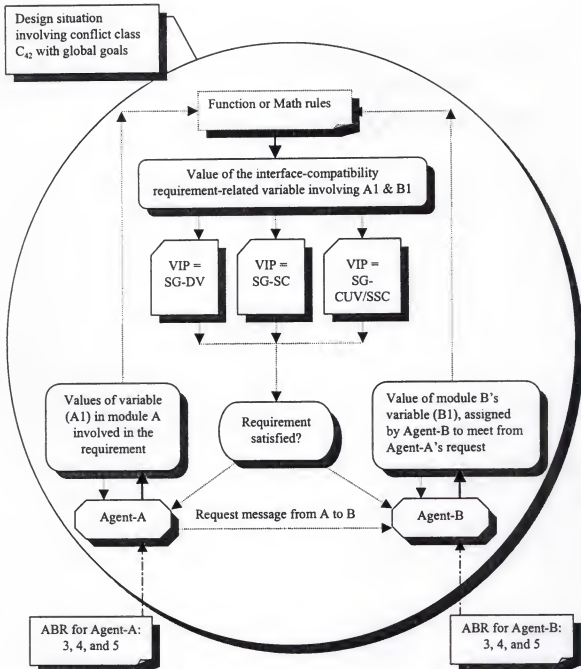 Design situation
involving conflict class
C₄₂ with global goals
Function or Math rules
Value of the interface-compatibility
requirement-related variable involving A1 & B1
VIP =
SG-DV
VIP =
SG-SC
VIP =
SG-
CUV/SSC
Values of variable
(A1) in module A
involved in the
requirement
Requirement
satisfied?
Value of module B's
variable (B1), assigned
by Agent-B to meet from
Agent-A's request
Agent-A
Request message from A to B
Agent-B
ABR for Agent-A:
3, 4, and 5
ABR for Agent-B:
3, 4, and 5